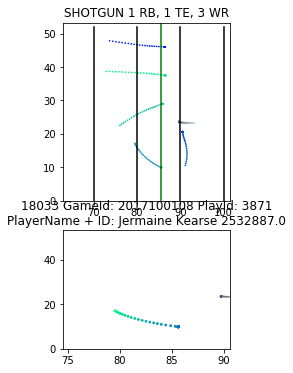 SHOTGUN 1 RB, 1 TE, 3 WR
50
40
30
20
10
0
70 80 90 100
18033 GameId: 2017100108 PlayId: 3871
PlayerName + ID: Jermaine Kearse 2532887.0
40
20
0
75 80 85 90